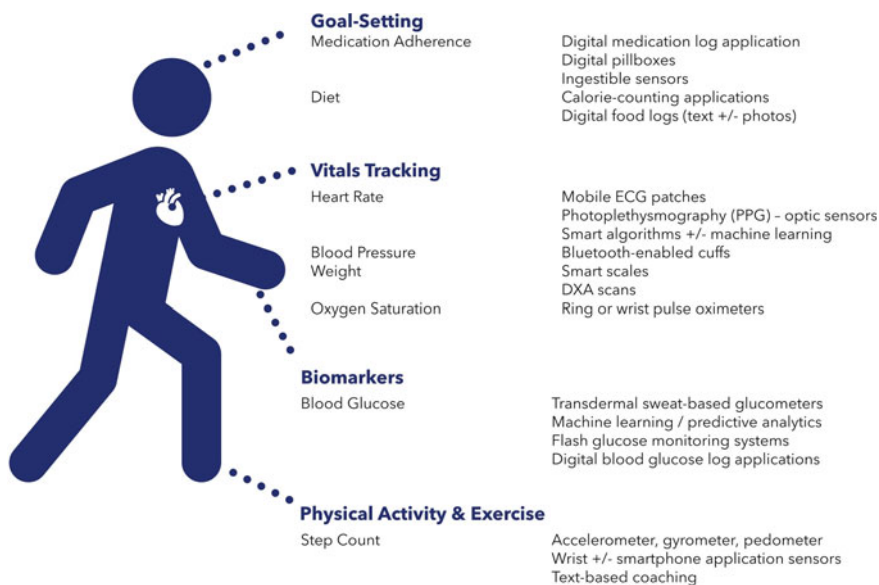 Goal-Setting
Medication Adherence Digital medication log application
Digital pillboxes
Ingestible sensors
Diet Calorie-counting applications
Digital food logs (text +/- photos)
Vitals Tracking
Heart Rate Mobile ECG patches
Photoplethysmography (PPG) – optic sensors
Smart algorithms +/- machine learning
Blood Pressure Bluetooth-enabled cuffs
Weight Smart scales
DXA scans
Oxygen Saturation Ring or wrist pulse oximeters
Biomarkers
Blood Glucose Transdermal sweat-based glucometers
Machine learning / predictive analytics
Flash glucose monitoring systems
Digital blood glucose log applications
Physical Activity & Exercise
Step Count Accelerometer, gyrometer, pedometer
Wrist +/- smartphone application sensors
Text-based coaching